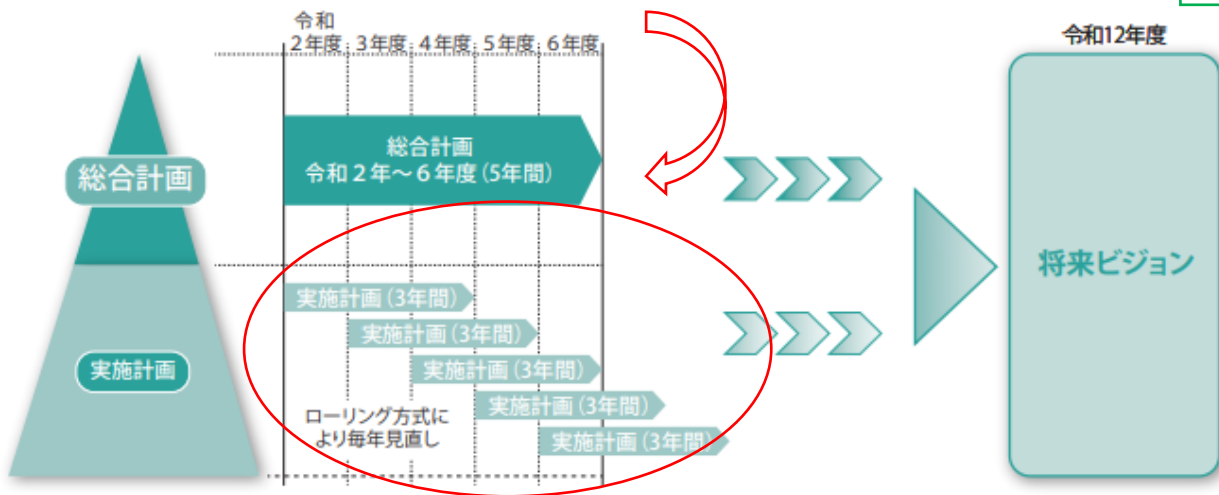 令和
2年度 3年度 4年度 5年度 6年度
令和12年度
総合計画
総合計画
令和2年～6年度(5年間)
将来ビジョン
実施計画
実施計画(3年間)
実施計画(3年間)
実施計画(3年間)
実施計画(3年間)
実施計画(3年間)
ローリング方式に
より毎年見直し